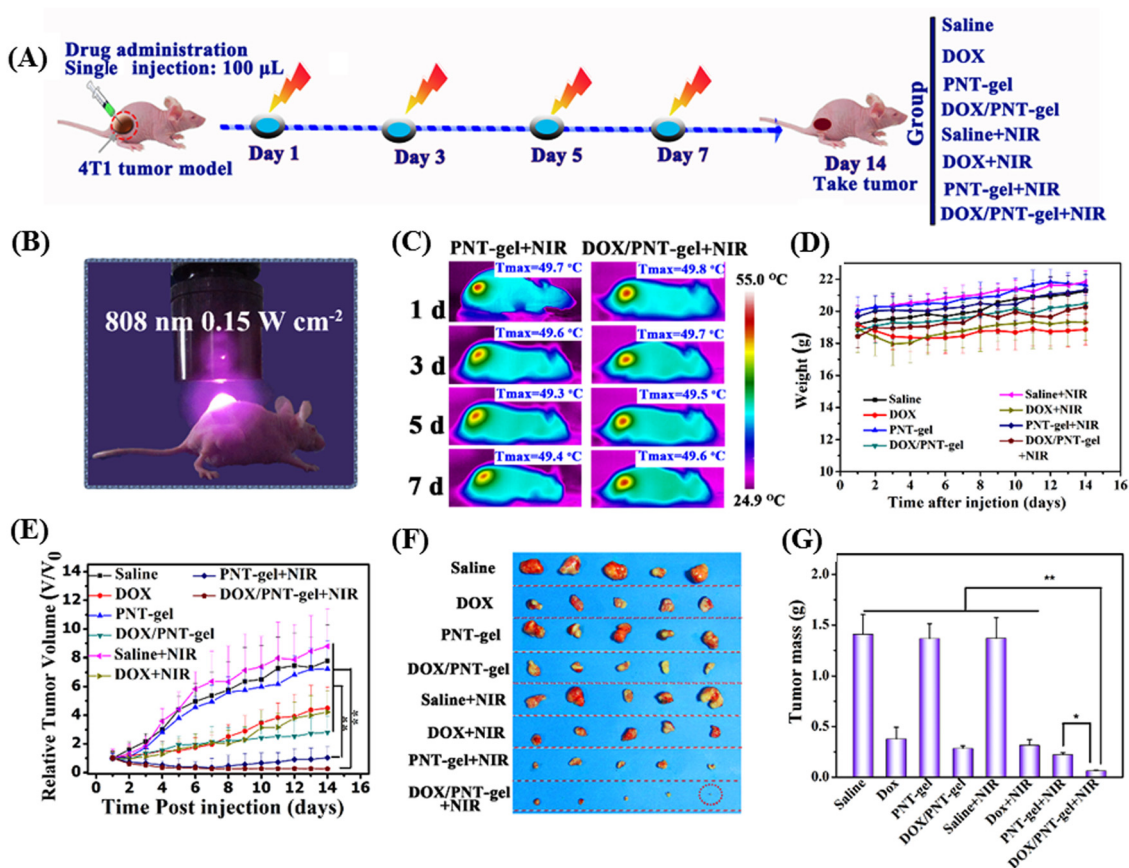 (A)
Drug administration
Single injection: 100 μL
4T1 tumor model
Day 1
Day 3
Day 5
Day 7
Day 14
Take tumor
Group
Saline
DOX
PNT-gel
DOX/PNT-gel
Saline+NIR
DOX+NIR
PNT-gel+NIR
DOX/PNT-gel+NIR
(B)
808 nm 0.15 W cm-2
(C)
PNT-gel+NIR DOX/PNT-gel+NIR
1 d
Tmax=49.7 °C
Tmax=49.8 °C
3 d
Tmax=49.6 °C
Tmax=49.7 °C
5 d
Tmax=49.3 °C
Tmax=49.5 °C
7 d
Tmax=49.4 °C
Tmax=49.6 °C
55.0 °C
24.9 °C
(D)
Weight (g)
22
20
18
16
14
12
10
Saline
DOX
PNT-gel
DOX/PNT-gel
Saline+NIR
DOX+NIR
PNT-gel+NIR
DOX/PNT-gel
+NIR
0 2 4 6 8 10 12 14 16
Time after injetion (days)
(E)
Relative Tumor Volume (V/V0)
14
12
10
8
6
4
2
0
Saline
DOX
PNT-gel
DOX/PNT-gel
Saline+NIR
DOX+NIR
PNT-gel+NIR
DOX/PNT-gel+NIR
**
**
0 2 4 6 8 10 12 14 16
Time Post injection (days)
(F)
Saline
DOX
PNT-gel
DOX/PNT-gel
Saline+NIR
DOX+NIR
PNT-gel+NIR
DOX/PNT-gel
+NIR
(G)
Tumor mass (g)
2.0
1.5
1.0
0.5
0.0
**
*
Saline
Dox
PNT-gel
DOX/PNT-gel
Saline+NIR
Dox+NIR
PNT-gel+NIR
DOX/PNT-gel+NIR